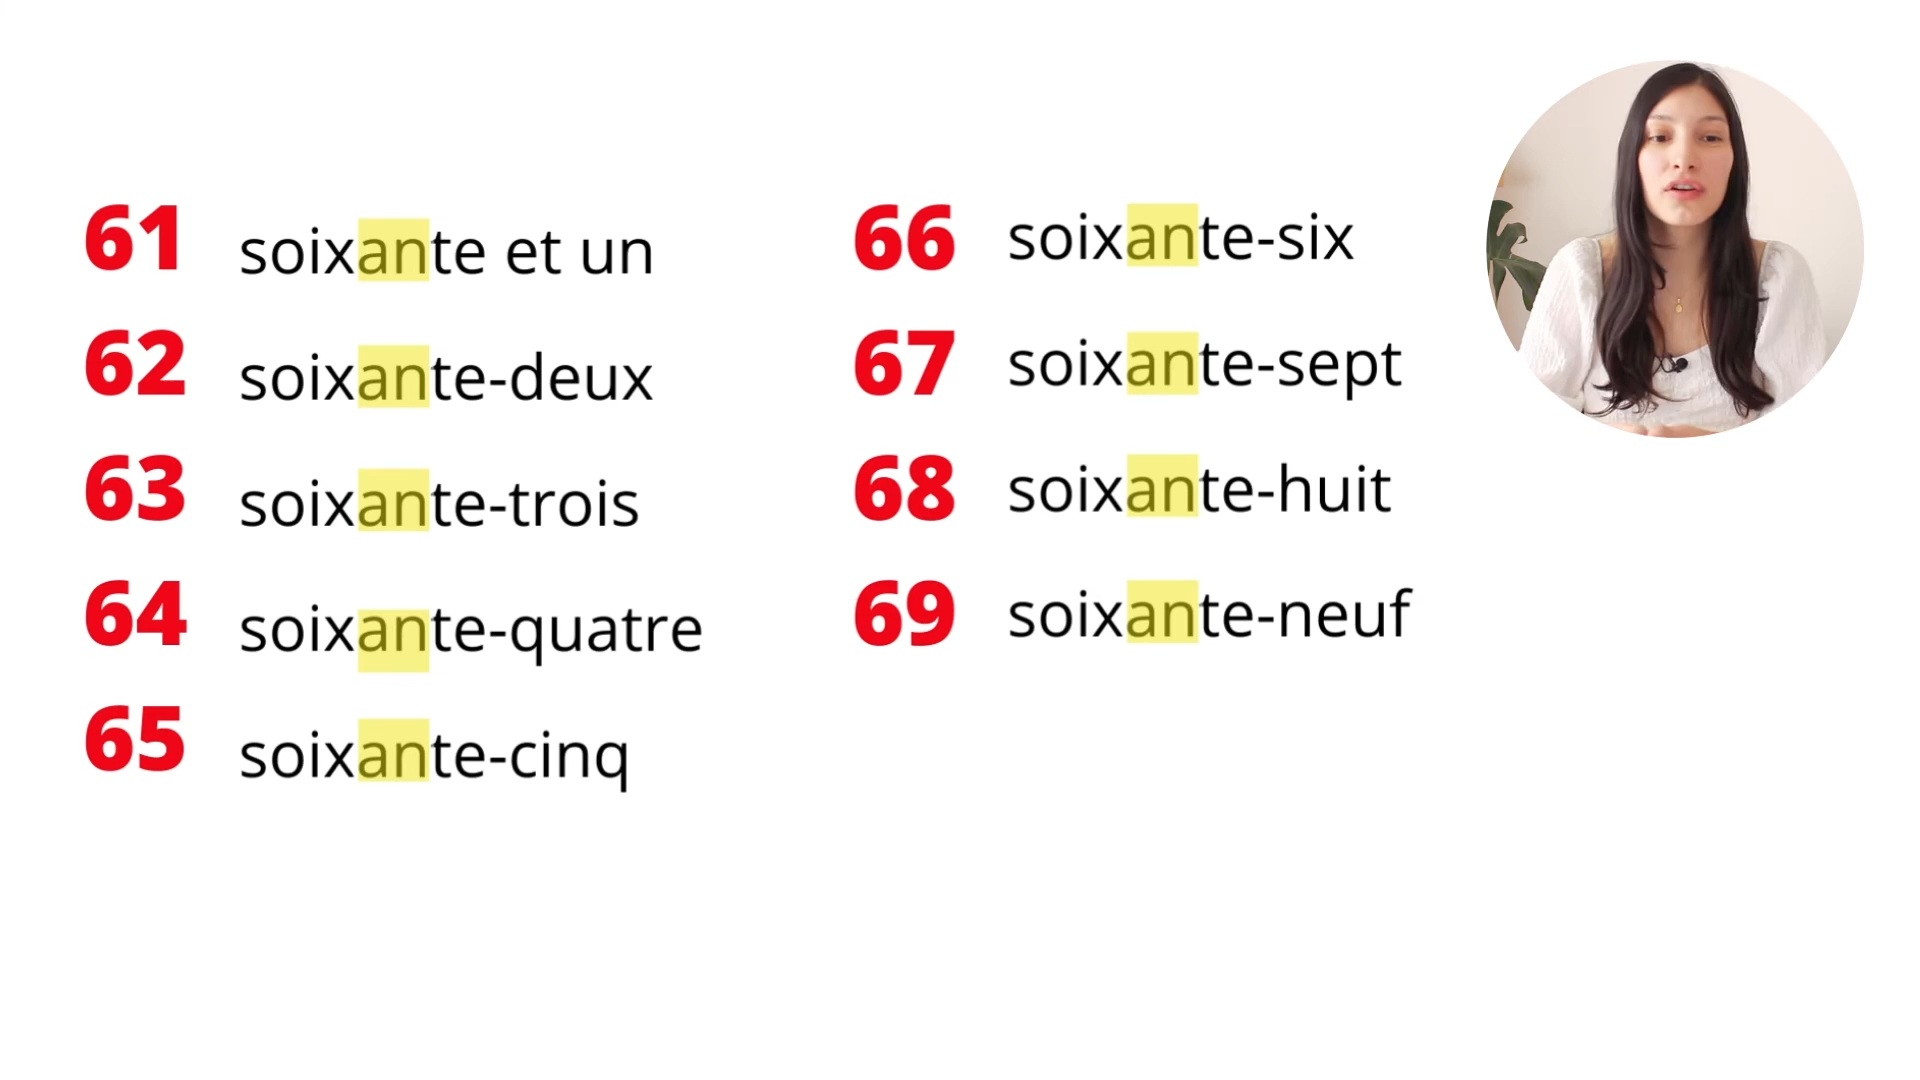 61 soixante et un
62 soixante-deux
63 soixante-trois
64 soixante-quatre
65 soixante-cinq
66 soixante-six
67 soixante-sept
68 soixante-huit
69 soixante-neuf